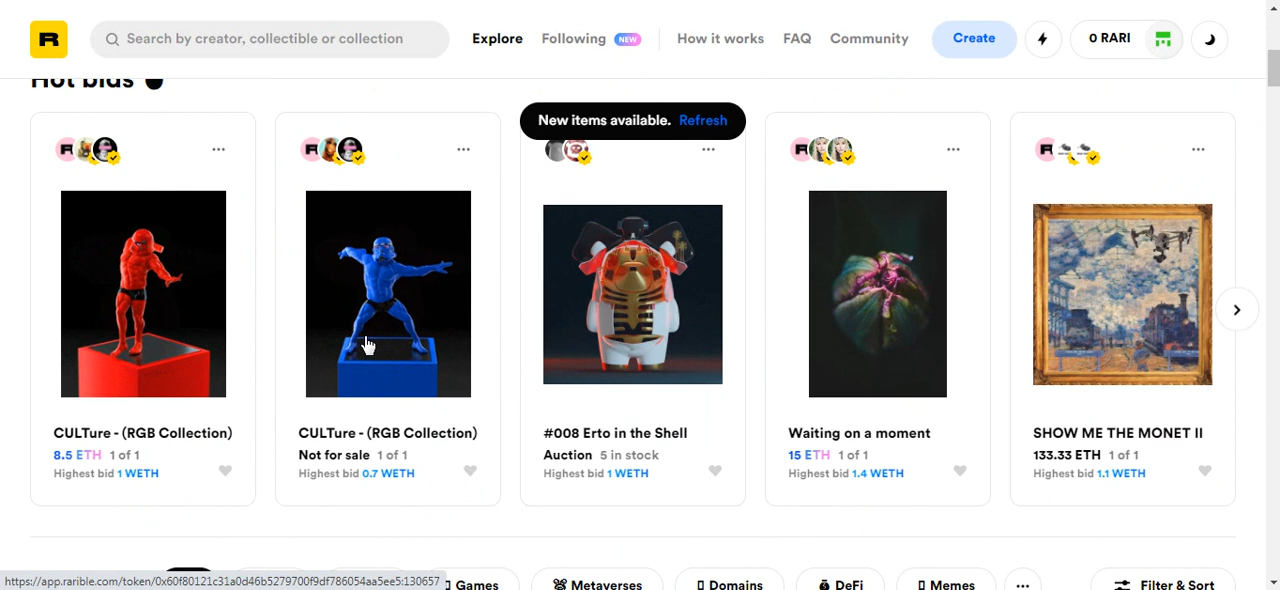 R
Search by creator, collectible or collection
Explore
Following NEW
How it works
FAQ
Community
Create
0 RARI
Hot bids
New items available. Refresh
CULTure - (RGB Collection)
8.5 ETH 1 of 1
Highest bid 1 WETH
CULTure - (RGB Collection)
Not for sale 1 of 1
Highest bid 0.7 WETH
#008 Erto in the Shell
Auction 5 in stock
Highest bid 1 WETH
Waiting on a moment
15 ETH 1 of 1
Highest bid 1.4 WETH
SHOW ME THE MONET II
133.33 ETH 1 of 1
Highest bid 1.1 WETH
https://app.rarible.com/token/0x60f80121c31a0d46b5279700f9df786054aa5ee5:130657
Games
Metaverses
Domains
DeFi
Memes
Filter & Sort